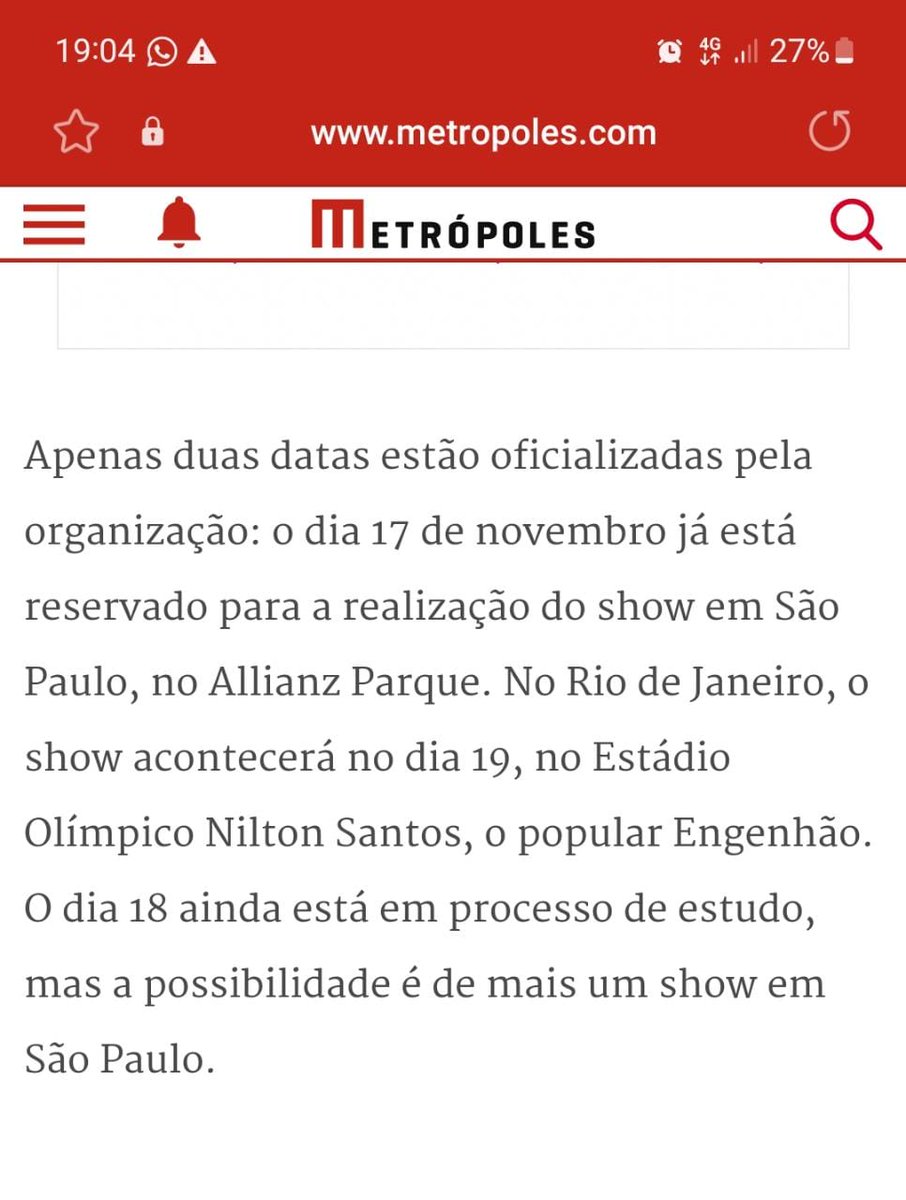 19:04 4G 27%
www.metropoles.com
METRÓPOLES
Apenas duas datas estão oficializadas pela
organização: o dia 17 de novembro já está
reservado para a realização do show em São
Paulo, no Allianz Parque. No Rio de Janeiro, o
show acontecerá no dia 19, no Estádio
Olímpico Nilton Santos, o popular Engenhão.
O dia 18 ainda está em processo de estudo,
mas a possibilidade é de mais um show em
São Paulo.